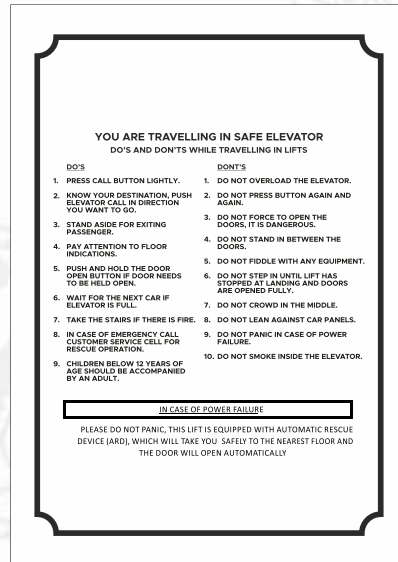 YOU ARE TRAVELLING IN SAFE ELEVATOR
DO'S AND DON'TS WHILE TRAVELLING IN LIFTS
DO'S
1. PRESS CALL BUTTON LIGHTLY.
2. KNOW YOUR DESTINATION, PUSH
ELEVATOR CALL IN DIRECTION
YOU WANT TO GO.
3. STAND ASIDE FOR EXITING
PASSENGER.
4. PAY ATTENTION TO FLOOR
INDICATIONS.
5. PUSH AND HOLD THE DOOR
OPEN BUTTON IF DOOR NEEDS
TO BE HELD OPEN.
6. WAIT FOR THE NEXT CAR IF
ELEVATOR IS FULL.
7. TAKE THE STAIRS IF THERE IS FIRE.
8. IN CASE OF EMERGENCY CALL
CUSTOMER SERVICE CELL FOR
RESCUE OPERATION.
9. CHILDREN BELOW 12 YEARS OF
AGE SHOULD BE ACCOMPANIED
BY AN ADULT.
DONT'S
1. DO NOT OVERLOAD THE ELEVATOR.
2. DO NOT PRESS BUTTON AGAIN AND
AGAIN.
3. DO NOT FORCE TO OPEN THE
DOORS, IT IS DANGEROUS.
4. DO NOT STAND IN BETWEEN THE
DOORS.
5. DO NOT FIDDLE WITH ANY EQUIPMENT.
6. DO NOT STEP IN UNTIL LIFT HAS
STOPPED AT LANDING AND DOORS
ARE OPENED FULLY.
7. DO NOT CROWD IN THE MIDDLE.
8. DO NOT LEAN AGAINST CAR PANELS.
9. DO NOT PANIC IN CASE OF POWER
FAILURE.
10. DO NOT SMOKE INSIDE THE ELEVATOR.
IN CASE OF POWER FAILURE
PLEASE DO NOT PANIC, THIS LIFT IS EQUIPPED WITH AUTOMATIC RESCUE
DEVICE (ARD), WHICH WILL TAKE YOU SAFELY TO THE NEAREST FLOOR AND
THE DOOR WILL OPEN AUTOMATICALLY